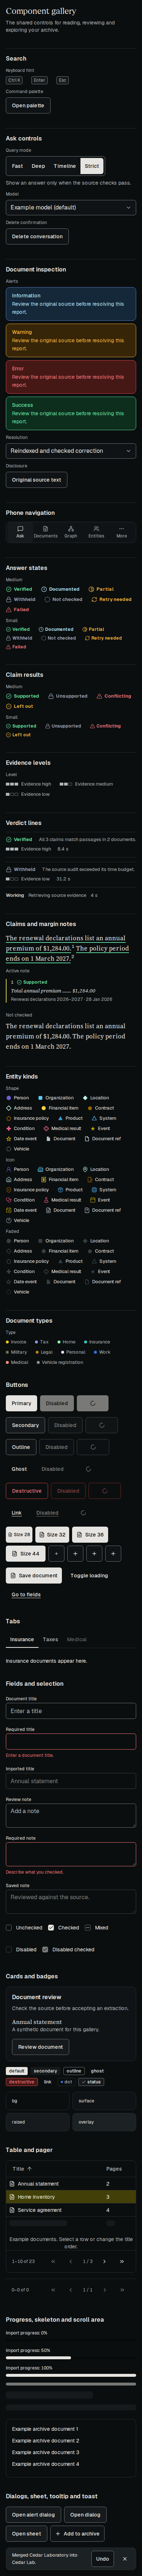 Component gallery
The shared controls for reading, reviewing and
exploring your archive.
Search
Keyboard hint
Ctrl K Enter Esc
Command palette
Open palette
Ask controls
Query mode
Fast Deep Timeline Strict
Show an answer only when the source checks pass.
Model
Example model (default)
Delete confirmation
Delete conversation
Document inspection
Alerts
Information
Review the original source before resolving this
report.
Warning
Review the original source before resolving this
report.
Error
Review the original source before resolving this
report.
Success
Review the original source before resolving this
report.
Resolution
Reindexed and checked correction
Disclosure
Original source text
Phone navigation
Ask Documents Graph Entities More
Answer states
Medium
Verified Documented Partial
Withheld Not checked Retry needed
Failed
Small
Verified Documented Partial
Withheld Not checked Retry needed
Failed
Claim results
Medium
Supported Unsupported Conflicting
Left out
Small
Supported Unsupported Conflicting
Left out
Evidence levels
Level
Evidence high Evidence medium
Evidence low
Verdict lines
Verified All 3 claims match passages in 2 documents.
Evidence high 8.4 s
Withheld The source audit exceeded its time budget.
Evidence low 31.2 s
Working Retrieving source evidence 4 s
Claims and margin notes
The renewal declarations list an annual
premium of $1,284.00.1 The policy period
ends on 1 March 2027.2
Active note
1 Supported
Total annual premium ........ $1,284.00
Renewal declarations 2026–2027 · 28 Jan 2026
Not checked
The renewal declarations list an annual
premium of $1,284.00. The policy period
ends on 1 March 2027.
Entity kinds
Shape
Person Organization Location
Address Financial item Contract
Insurance policy Product System
Condition Medical result Event
Date event Document Document ref
Vehicle
Icon
Person Organization Location
Address Financial item Contract
Insurance policy Product System
Condition Medical result Event
Date event Document Document ref
Vehicle
Faded
Person Organization Location
Address Financial item Contract
Insurance policy Product System
Condition Medical result Event
Date event Document Document ref
Vehicle
Document types
Type
Invoice Tax Home Insurance
Military Legal Personal Work
Medical Vehicle registration
Buttons
Primary Disabled
Secondary Disabled
Outline Disabled
Ghost Disabled
Destructive Disabled
Link Disabled
Size 28 Size 32 Size 36
Size 44
Save document Toggle loading
Go to fields
Tabs
Insurance Taxes Medical
Insurance documents appear here.
Fields and selection
Document title
Enter a title
Required title
Enter a document title.
Imported title
Annual statement
Review note
Add a note
Required note
Describe what you checked.
Saved note
Reviewed against the source.
Unchecked Checked Mixed
Disabled Disabled checked
Cards and badges
Document review
Check the source before accepting an extraction.
Annual statement
A synthetic document for this gallery.
Review document
default secondary outline ghost
destructive link dot status
bg surface
raised overlay
Table and pager
Title Pages
Annual statement 2
Home inventory 3
Service agreement 4
Example documents. Select a row or change the title
order.
1–10 of 23 1 / 3
0–0 of 0 1 / 1
Progress, skeleton and scroll area
Import progress: 0%
Import progress: 50%
Import progress: 100%
Example archive document 1
Example archive document 2
Example archive document 3
Example archive document 4
Dialogs, sheet, tooltip and toast
Open alert dialog Open dialog
Open sheet Add to archive
Merged Cedar Laboratory into
Cedar Lab.
Undo